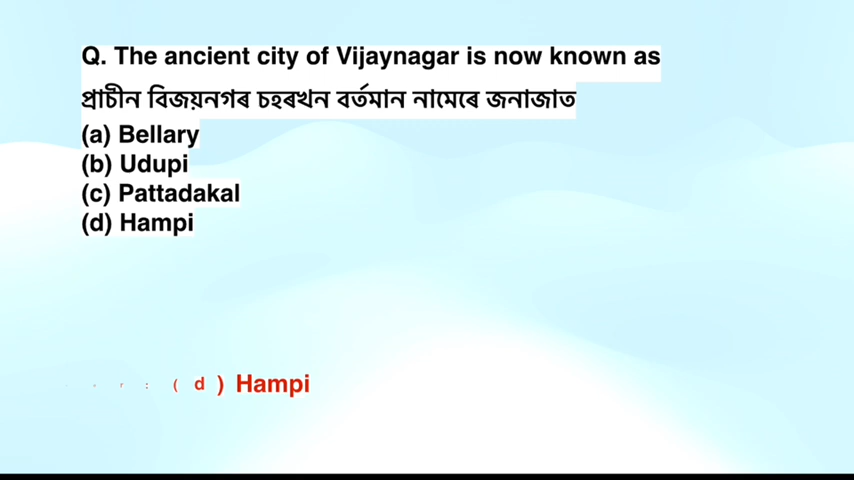 Q. The ancient city of Vijaynagar is now known as
প্ৰাচীন বিজয়নগৰ চহৰখন বৰ্তমান নামেৰে জনাজাত
(a) Bellary
(b) Udupi
(c) Pattadakal
(d) Hampi
r : (d) Hampi